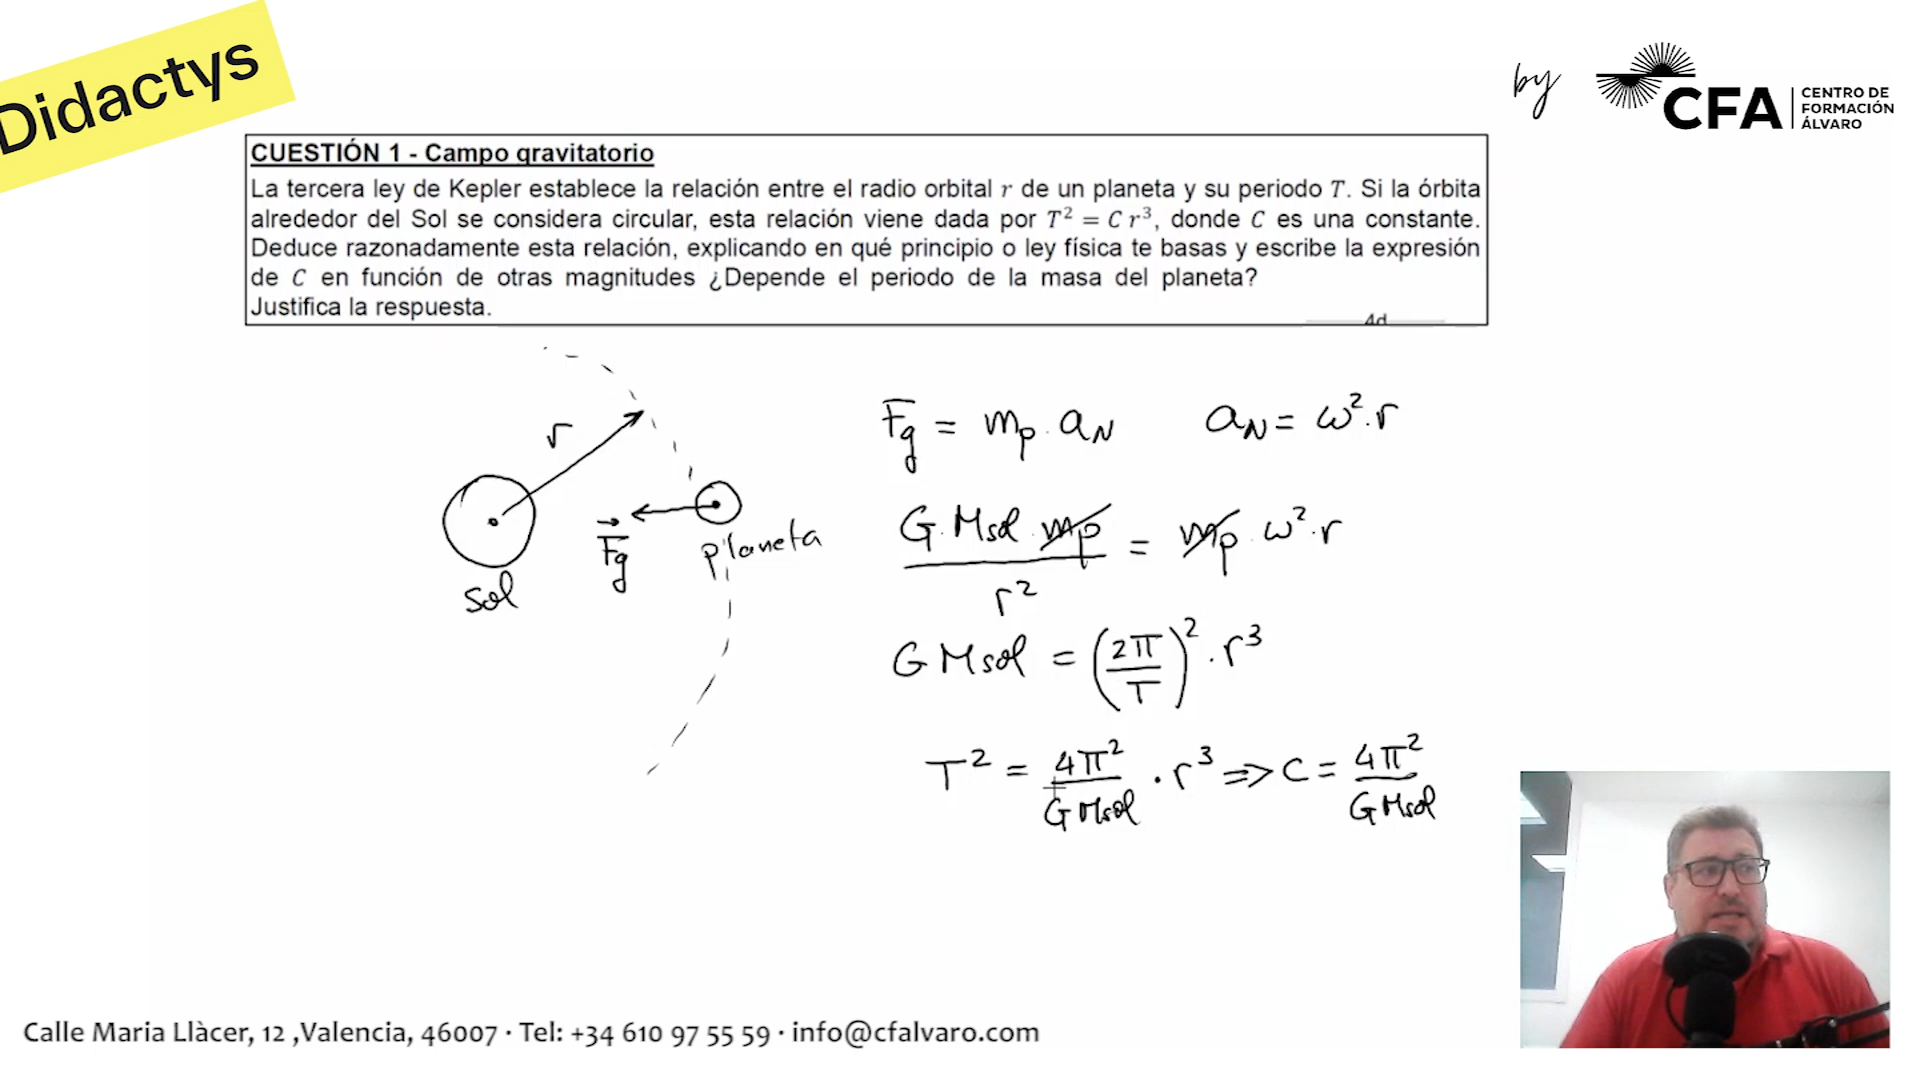 Didactys
by
CFA
CENTRO DE
FORMACIÓN
ÁLVARO
CUESTIÓN 1 - Campo gravitatorio
La tercera ley de Kepler establece la relación entre el radio orbital r de un planeta y su periodo T. Si la órbita
alrededor del Sol se considera circular, esta relación viene dada por T² = C r³, donde C es una constante.
Deduce razonadamente esta relación, explicando en qué principio o ley física te basas y escribe la expresión
de C en función de otras magnitudes ¿Depende el periodo de la masa del planeta?
Justifica la respuesta.
r
Fg
sol
planeta
Fg = mp · aN    aN = ω² · r
G · Msol · mp / r² = mp · ω² · r
G Msol = (2π / T)² · r³
T² = 4π² / G Msol · r³ => C = 4π² / G Msol
Calle Maria Llàcer, 12 ,Valencia, 46007 · Tel: +34 610 97 55 59 · info@cfalvaro.com